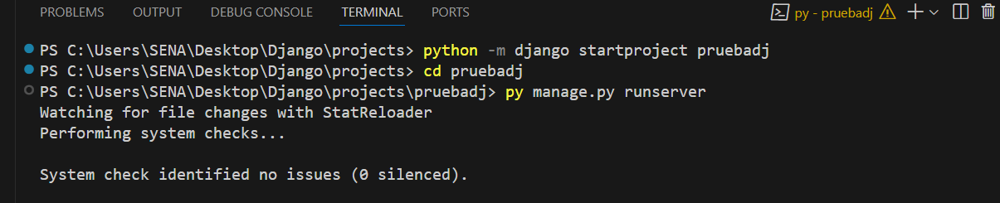 PROBLEMS OUTPUT DEBUG CONSOLE TERMINAL PORTS py - pruebadj
PS C:\Users\SENA\Desktop\Django\projects> python -m django startproject pruebadj
PS C:\Users\SENA\Desktop\Django\projects> cd pruebadj
PS C:\Users\SENA\Desktop\Django\projects\pruebadj> py manage.py runserver
Watching for file changes with StatReloader
Performing system checks...
System check identified no issues (0 silenced).